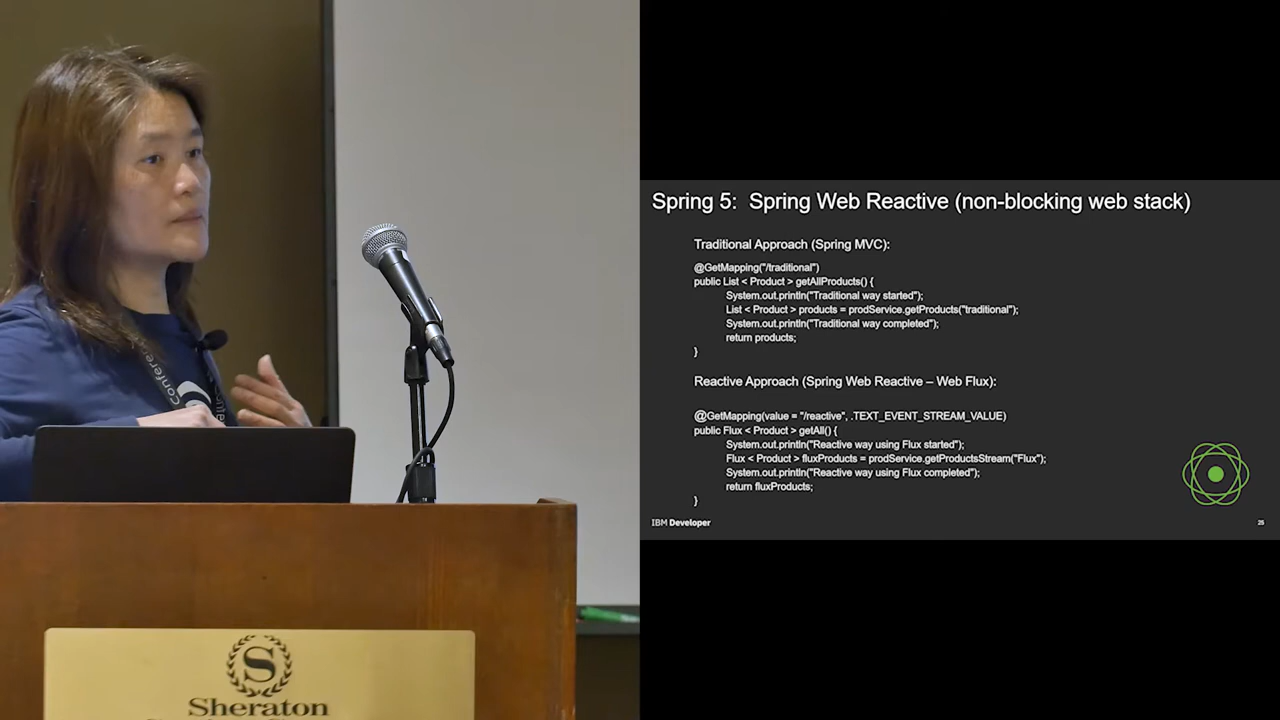 Spring 5: Spring Web Reactive (non-blocking web stack)
Traditional Approach (Spring MVC):
@GetMapping("/traditional")
public List < Product > getAllProducts() {
System.out.println("Traditional way started");
List < Product > products = prodService.getProducts("traditional");
System.out.println("Traditional way completed");
return products;
}
Reactive Approach (Spring Web Reactive – Web Flux):
@GetMapping(value = "/reactive", .TEXT_EVENT_STREAM_VALUE)
public Flux < Product > getAll() {
System.out.println("Reactive way using Flux started");
Flux < Product > fluxProducts = prodService.getProductsStream("Flux");
System.out.println("Reactive way using Flux completed");
return fluxProducts;
}
IBM Developer
25
S
Sheraton